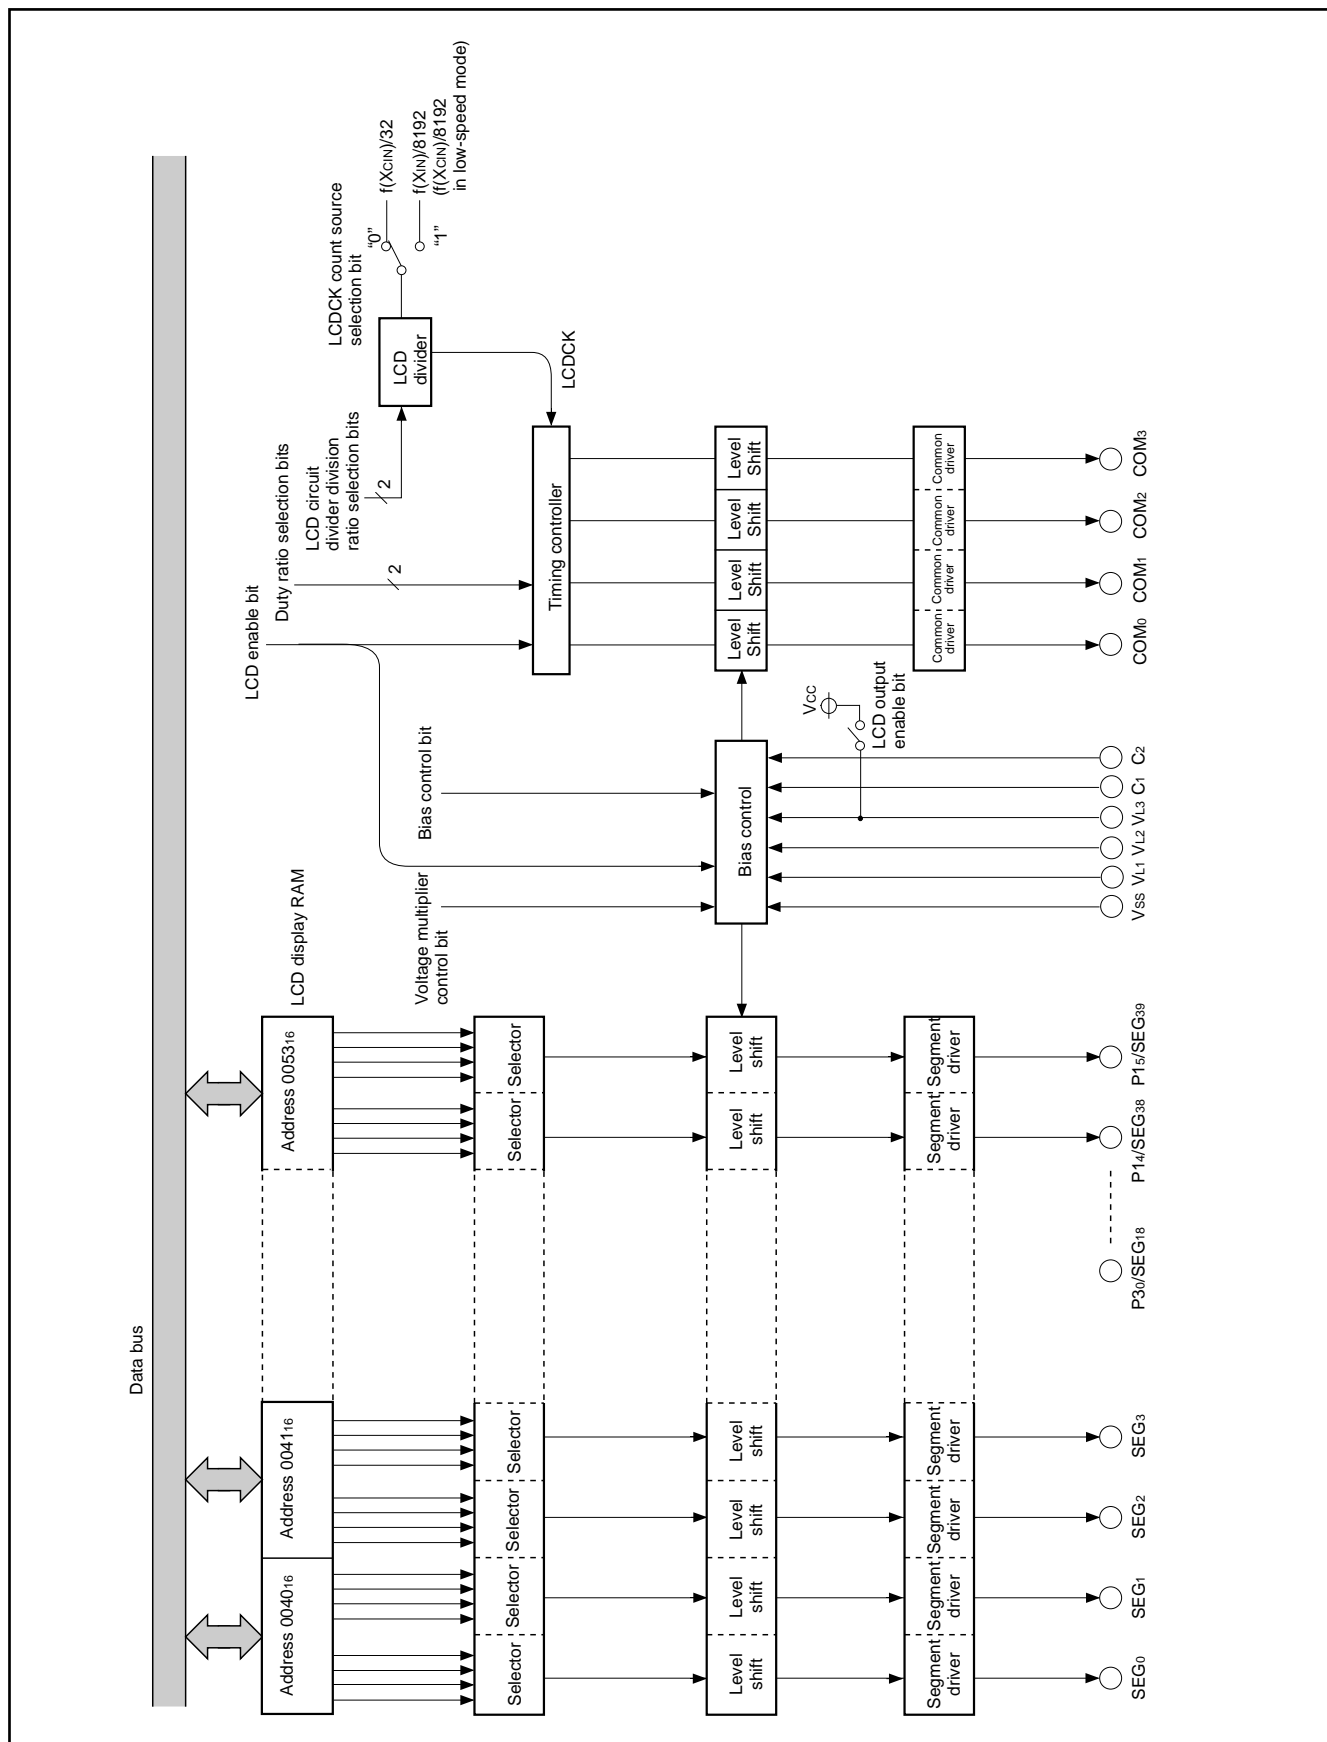 Data bus
LCD display RAM
Address 004016
Address 004116
Address 005316
Selector
Selector
Selector
Selector
Selector
Selector
Level
shift
Level
shift
Level
shift
Level
shift
Level
shift
Level
shift
Segment
driver
Segment
driver
Segment
driver
Segment
driver
Segment
driver
Segment
driver
SEG0
SEG1
SEG2
SEG3
P30/SEG18
P14/SEG38
P15/SEG39
Voltage multiplier
control bit
Bias control bit
LCD enable bit
Duty ratio selection bits
2
LCD circuit
divider division
ratio selection bits
2
LCD
divider
LCDCK count source
selection bit
“0”
“1”
f(XCIN)/32
f(XIN)/8192
(f(XCIN)/8192
in low-speed mode)
LCDCK
Timing controller
Bias control
VCC
LCD output
enable bit
Level
Shift
Level
Shift
Level
Shift
Level
Shift
Common
driver
Common
driver
Common
driver
Common
driver
VSS
VL1
VL2
VL3
C1
C2
COM0
COM1
COM2
COM3